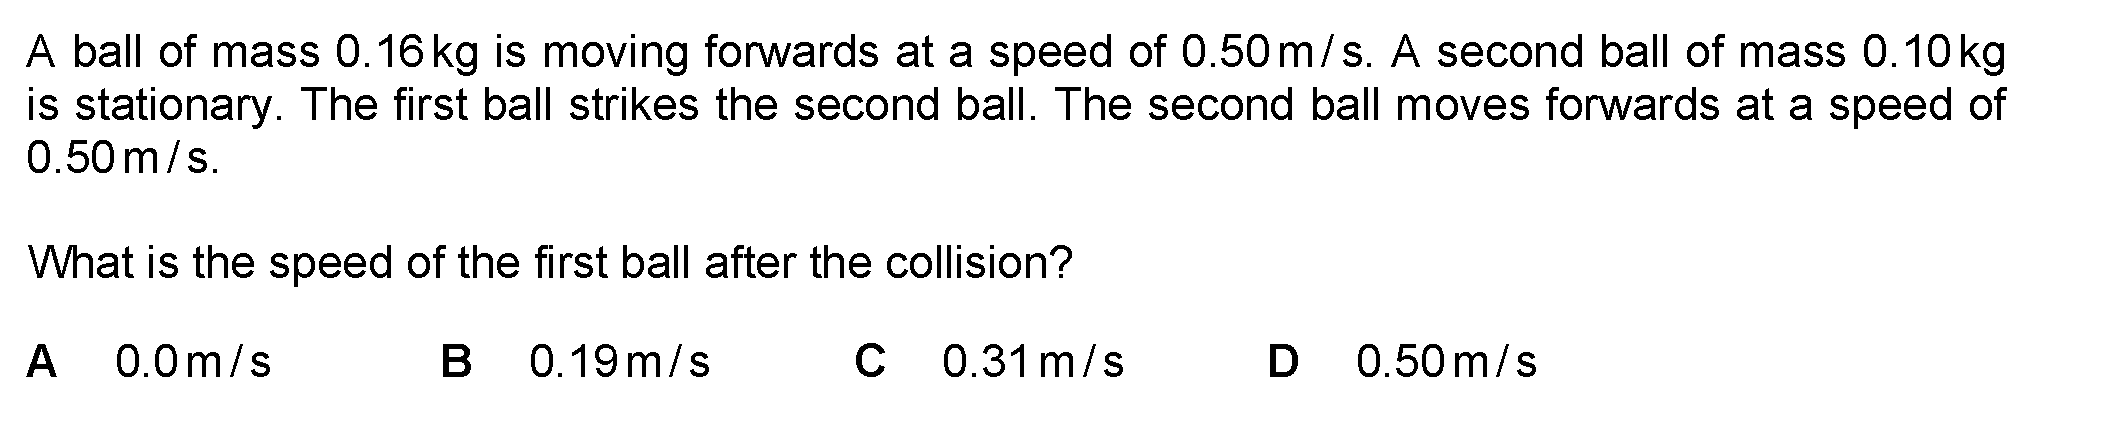 A ball of mass 0.16 kg is moving forwards at a speed of 0.50 m / s. A second ball of mass 0.10 kg
is stationary. The first ball strikes the second ball. The second ball moves forwards at a speed of
0.50 m / s.
What is the speed of the first ball after the collision?
A 0.0 m / s B 0.19 m / s C 0.31 m / s D 0.50 m / s